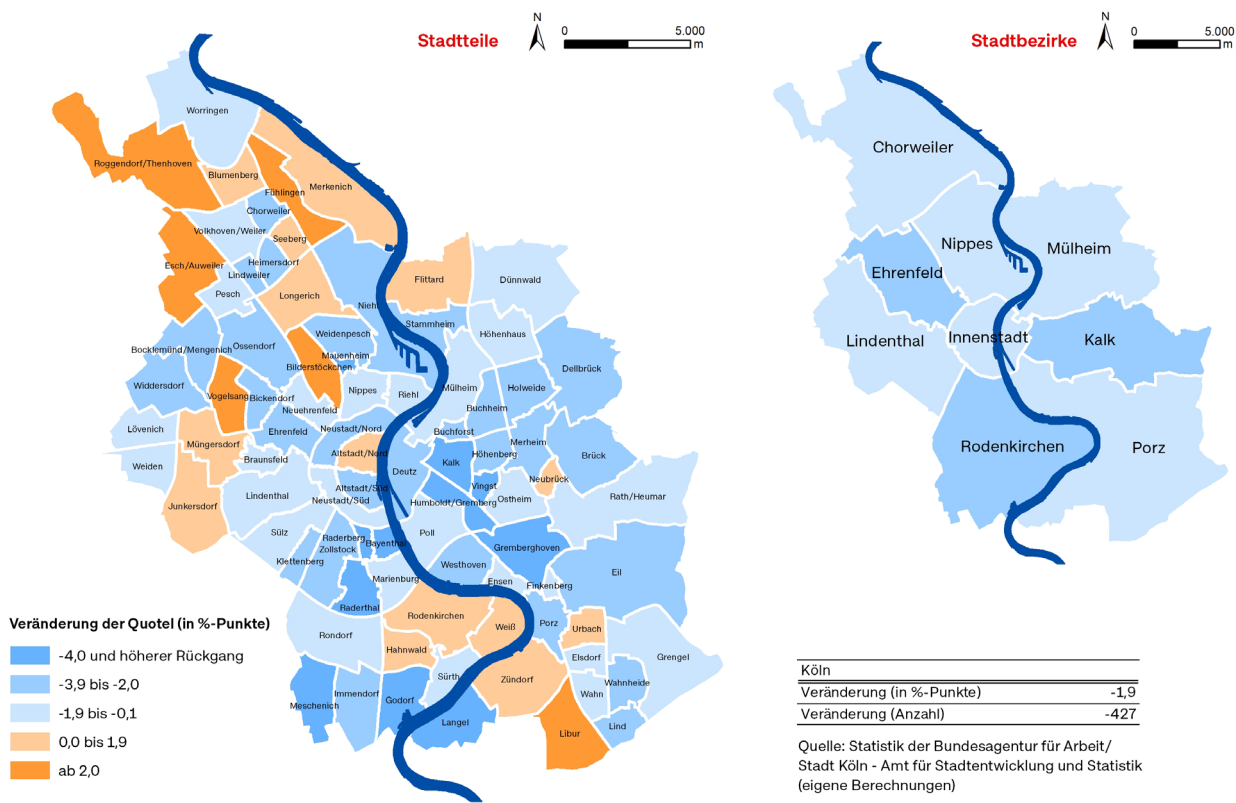 Stadtteile
N
0
5.000
m
Stadtbezirke
N
0
5.000
m
Worringen
Roggendorf/Thenhoven
Blumenberg
Merkenich
Fühlingen
Chorweiler
Volkhoven/Weiler
Seeberg
Esch/Auweiler
Heimersdorf
Lindweiler
Pesch
Longerich
Niehl
Flittard
Dünnwald
Stammheim
Höhenhaus
Weidenpesch
Ossendorf
Bocklemünd/Mengenich
Mauenheim
Bilderstöckchen
Dellbrück
Widdersdorf
Vogelsang
Bickendorf
Nippes
Riehl
Mülheim
Holweide
Neuehrenfeld
Buchheim
Lövenich
Ehrenfeld
Neustadt/Nord
Buchforst
Müngersdorf
Merheim
Altstadt/Nord
Höhenberg
Brück
Braunsfeld
Weiden
Kalk
Deutz
Neubrück
Vingst
Altstadt/Süd
Lindenthal
Neustadt/Süd
Humboldt/Gremberg
Ostheim
Rath/Heumar
Junkersdorf
Sülz
Poll
Raderberg
Zollstock
Bayenthal
Gremberghoven
Klettenberg
Westhoven
Eil
Marienburg
Ensen
Finkenberg
Raderthal
Rodenkirchen
Weiß
Porz
Urbach
Rondorf
Hahnwald
Elsdorf
Grengel
Sürth
Zündorf
Wahnheide
Immendorf
Godorf
Wahn
Meschenich
Langel
Lind
Libur
Chorweiler
Nippes
Mülheim
Ehrenfeld
Lindenthal
Innenstadt
Kalk
Rodenkirchen
Porz
Veränderung der Quotel (in %-Punkte)
-4,0 und höherer Rückgang
-3,9 bis -2,0
-1,9 bis -0,1
0,0 bis 1,9
ab 2,0
Köln
Veränderung (in %-Punkte) -1,9
Veränderung (Anzahl) -427
Quelle: Statistik der Bundesagentur für Arbeit/
Stadt Köln - Amt für Stadtentwicklung und Statistik
(eigene Berechnungen)